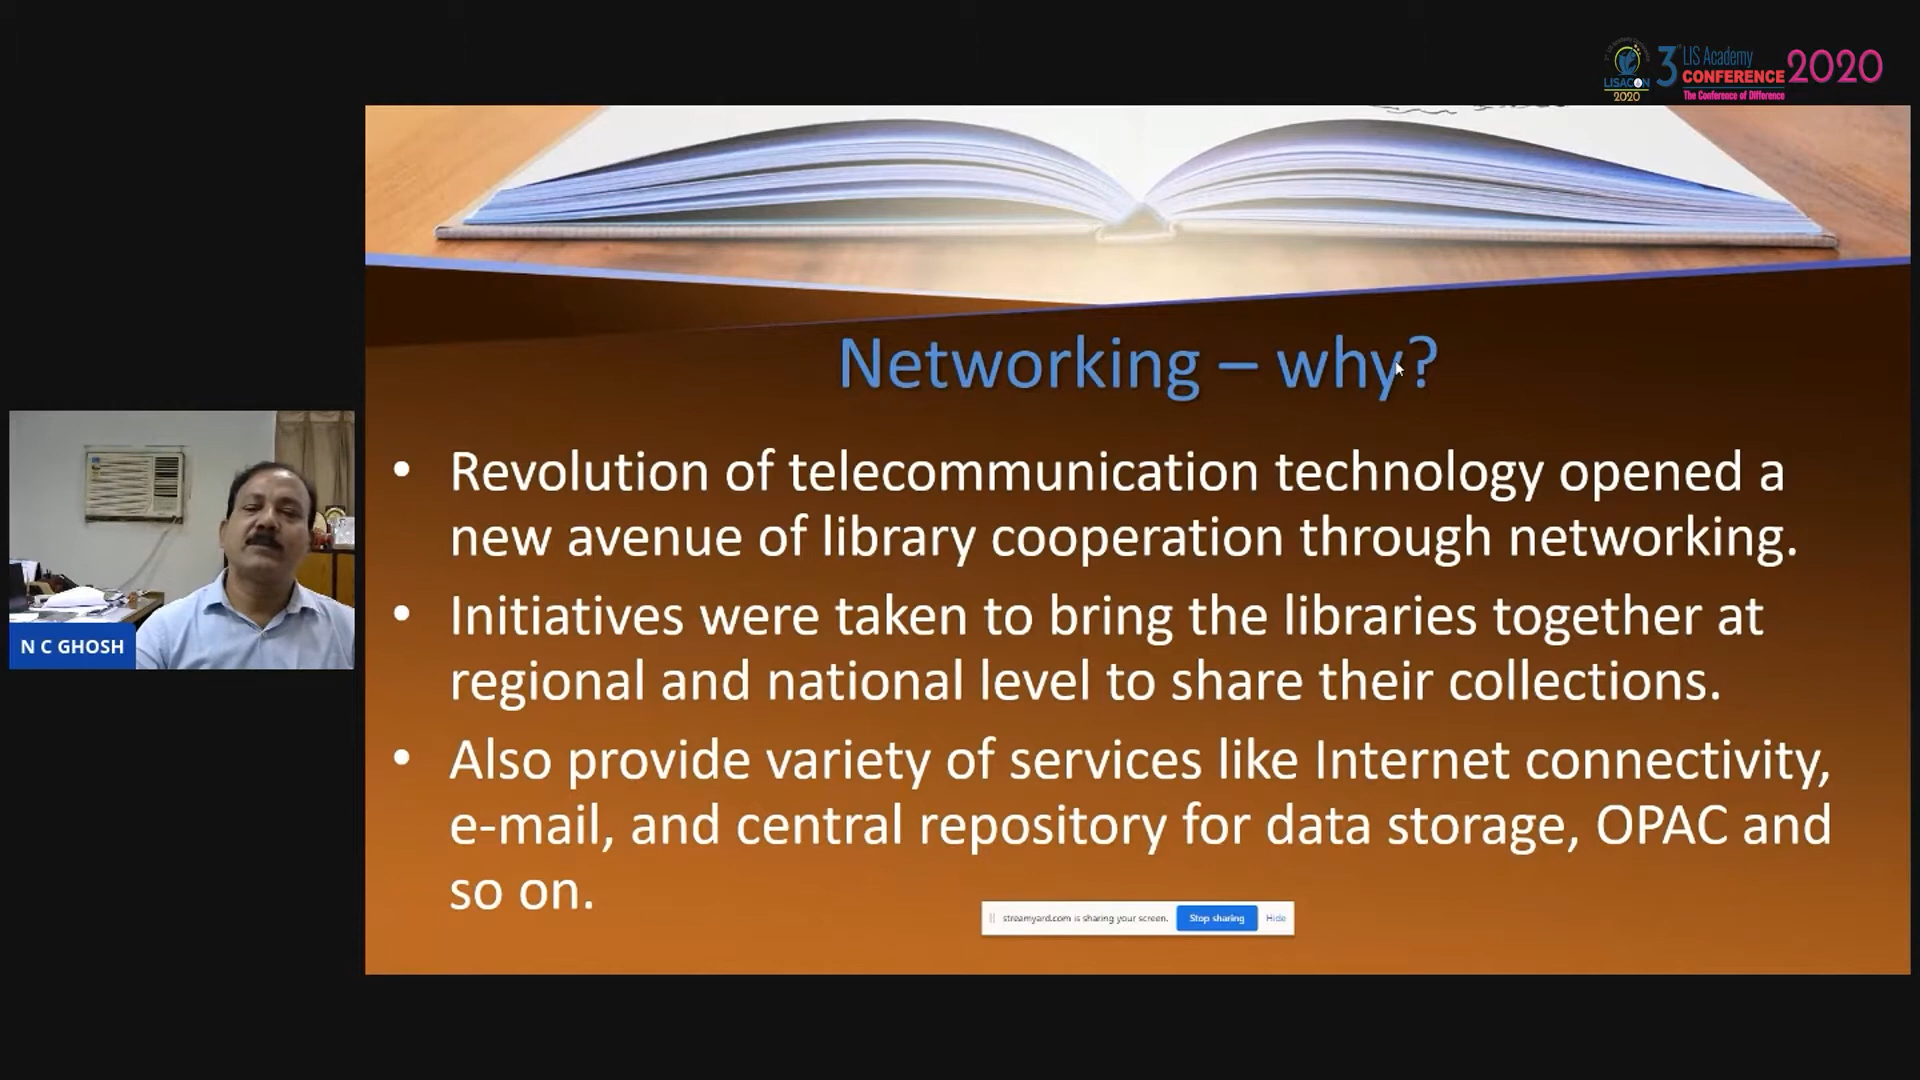 LISACON
2020
3rd LIS Academy
CONFERENCE 2020
The Conference of Difference
Networking – why?
• Revolution of telecommunication technology opened a
new avenue of library cooperation through networking.
• Initiatives were taken to bring the libraries together at
regional and national level to share their collections.
• Also provide variety of services like Internet connectivity,
e-mail, and central repository for data storage, OPAC and
so on.
N C GHOSH
streamyard.com is sharing your screen. Stop sharing Hide